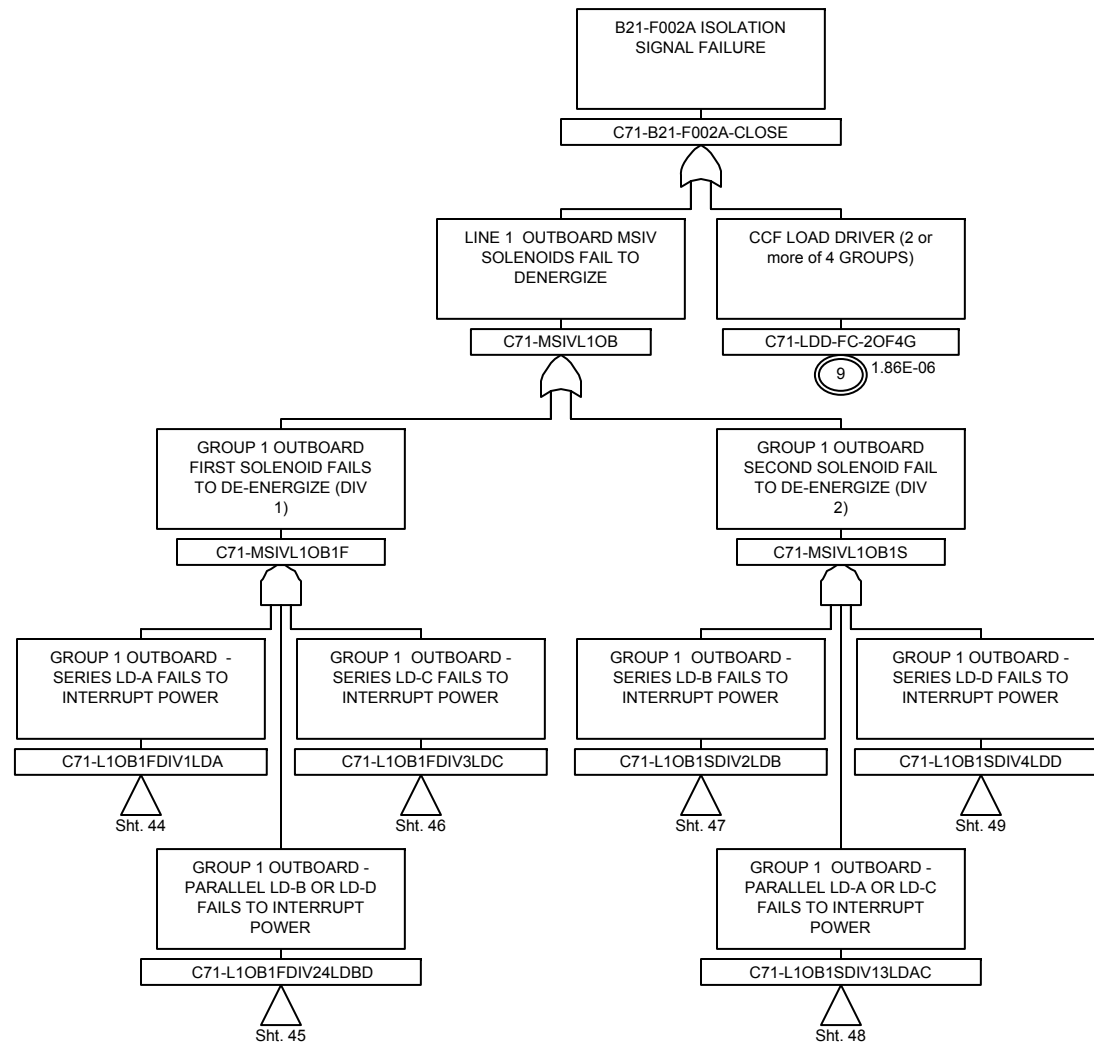 B21-F002A ISOLATION
SIGNAL FAILURE
C71-B21-F002A-CLOSE
LINE 1 OUTBOARD MSIV
SOLENOIDS FAIL TO
DENERGIZE
C71-MSIVL1OB
CCF LOAD DRIVER (2 or
more of 4 GROUPS)
C71-LDD-FC-2OF4G
9
1.86E-06
GROUP 1 OUTBOARD
FIRST SOLENOID FAILS
TO DE-ENERGIZE (DIV
1)
C71-MSIVL1OB1F
GROUP 1 OUTBOARD
SECOND SOLENOID FAIL
TO DE-ENERGIZE (DIV
2)
C71-MSIVL1OB1S
GROUP 1 OUTBOARD -
SERIES LD-A FAILS TO
INTERRUPT POWER
C71-L1OB1FDIV1LDA
Sht. 44
GROUP 1 OUTBOARD -
SERIES LD-C FAILS TO
INTERRUPT POWER
C71-L1OB1FDIV3LDC
Sht. 46
GROUP 1 OUTBOARD -
SERIES LD-B FAILS TO
INTERRUPT POWER
C71-L1OB1SDIV2LDB
Sht. 47
GROUP 1 OUTBOARD -
SERIES LD-D FAILS TO
INTERRUPT POWER
C71-L1OB1SDIV4LDD
Sht. 49
GROUP 1 OUTBOARD -
PARALLEL LD-B OR LD-D
FAILS TO INTERRUPT
POWER
C71-L1OB1FDIV24LDBD
Sht. 45
GROUP 1 OUTBOARD -
PARALLEL LD-A OR LD-C
FAILS TO INTERRUPT
POWER
C71-L1OB1SDIV13LDAC
Sht. 48